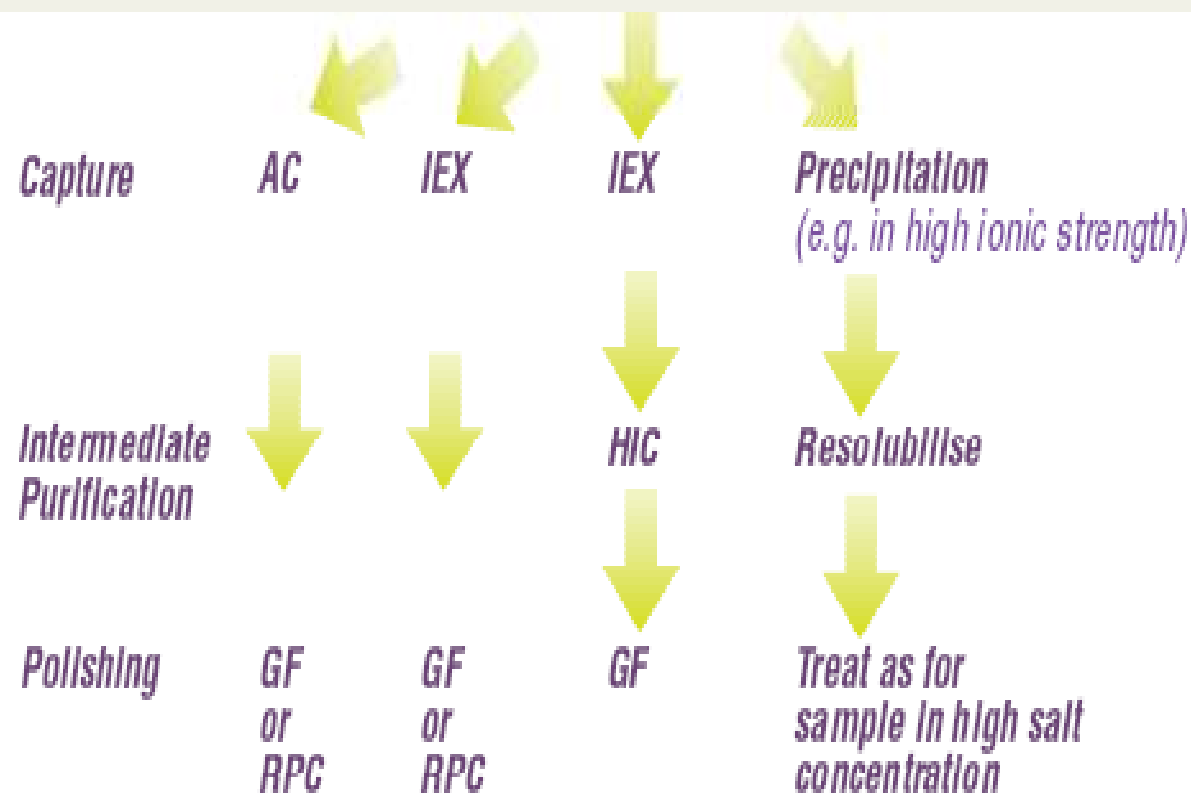 Capture AC IEX IEX Precipitation
(e.g. in high ionic strength)
Intermediate HIC Resolubilise
Purification
Polishing GF GF GF Treat as for
or or sample in high salt
RPC RPC concentration